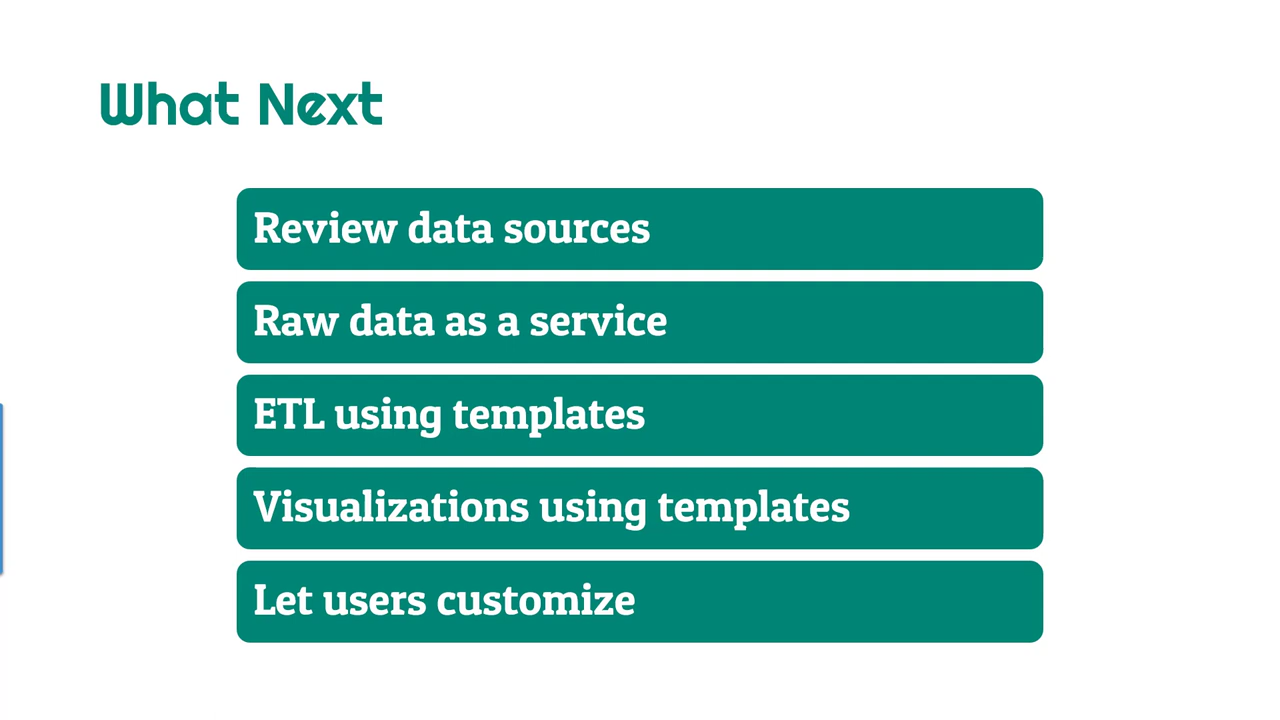 What Next
Review data sources
Raw data as a service
ETL using templates
Visualizations using templates
Let users customize